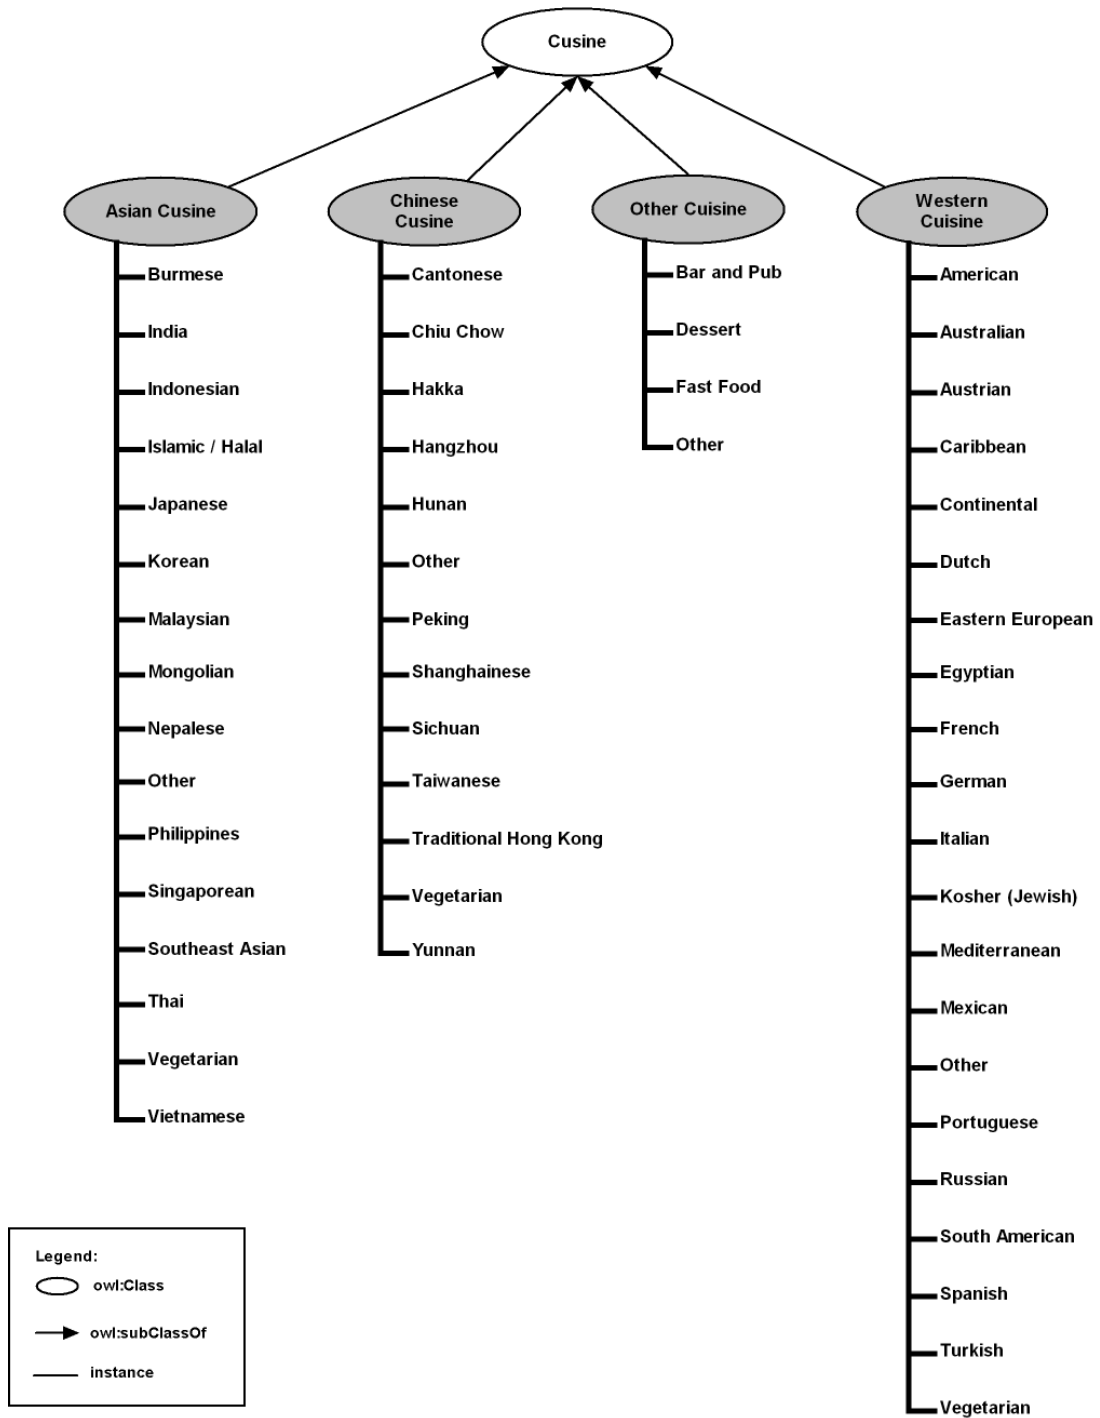 Cusine
Asian Cusine
Chinese
Cusine
Other Cuisine
Western
Cuisine
Burmese
India
Indonesian
Islamic / Halal
Japanese
Korean
Malaysian
Mongolian
Nepalese
Other
Philippines
Singaporean
Southeast Asian
Thai
Vegetarian
Vietnamese
Cantonese
Chiu Chow
Hakka
Hangzhou
Hunan
Other
Peking
Shanghainese
Sichuan
Taiwanese
Traditional Hong Kong
Vegetarian
Yunnan
Bar and Pub
Dessert
Fast Food
Other
American
Australian
Austrian
Caribbean
Continental
Dutch
Eastern European
Egyptian
French
German
Italian
Kosher (Jewish)
Mediterranean
Mexican
Other
Portuguese
Russian
South American
Spanish
Turkish
Vegetarian
Legend:
owl:Class
owl:subClassOf
instance